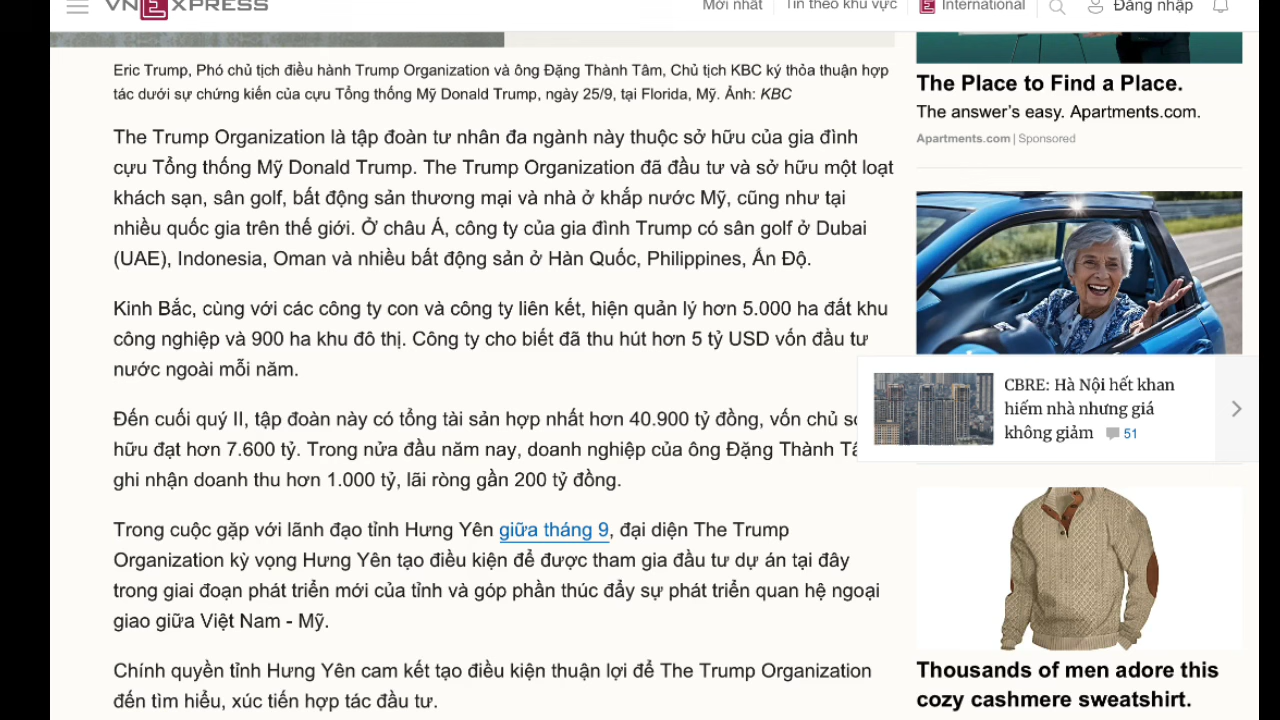 VNEXPRESS
Mới nhất
Tin theo khu vực
E International
Đăng nhập
Eric Trump, Phó chủ tịch điều hành Trump Organization và ông Đặng Thành Tâm, Chủ tịch KBC ký thỏa thuận hợp
tác dưới sự chứng kiến của cựu Tổng thống Mỹ Donald Trump, ngày 25/9, tại Florida, Mỹ. Ảnh: KBC
The Trump Organization là tập đoàn tư nhân đa ngành này thuộc sở hữu của gia đình
cựu Tổng thống Mỹ Donald Trump. The Trump Organization đã đầu tư và sở hữu một loạt
khách sạn, sân golf, bất động sản thương mại và nhà ở khắp nước Mỹ, cũng như tại
nhiều quốc gia trên thế giới. Ở châu Á, công ty của gia đình Trump có sân golf ở Dubai
(UAE), Indonesia, Oman và nhiều bất động sản ở Hàn Quốc, Philippines, Ấn Độ.
Kinh Bắc, cùng với các công ty con và công ty liên kết, hiện quản lý hơn 5.000 ha đất khu
công nghiệp và 900 ha khu đô thị. Công ty cho biết đã thu hút hơn 5 tỷ USD vốn đầu tư
nước ngoài mỗi năm.
Đến cuối quý II, tập đoàn này có tổng tài sản hợp nhất hơn 40.900 tỷ đồng, vốn chủ sở
hữu đạt hơn 7.600 tỷ. Trong nửa đầu năm nay, doanh nghiệp của ông Đặng Thành Tâm
ghi nhận doanh thu hơn 1.000 tỷ, lãi ròng gần 200 tỷ đồng.
Trong cuộc gặp với lãnh đạo tỉnh Hưng Yên giữa tháng 9, đại diện The Trump
Organization kỳ vọng Hưng Yên tạo điều kiện để được tham gia đầu tư dự án tại đây
trong giai đoạn phát triển mới của tỉnh và góp phần thúc đẩy sự phát triển quan hệ ngoại
giao giữa Việt Nam - Mỹ.
Chính quyền tỉnh Hưng Yên cam kết tạo điều kiện thuận lợi để The Trump Organization
đến tìm hiểu, xúc tiến hợp tác đầu tư.
The Place to Find a Place.
The answer's easy. Apartments.com.
Apartments.com | Sponsored
CBRE: Hà Nội hết khan
hiếm nhà nhưng giá
không giảm 51
Thousands of men adore this
cozy cashmere sweatshirt.